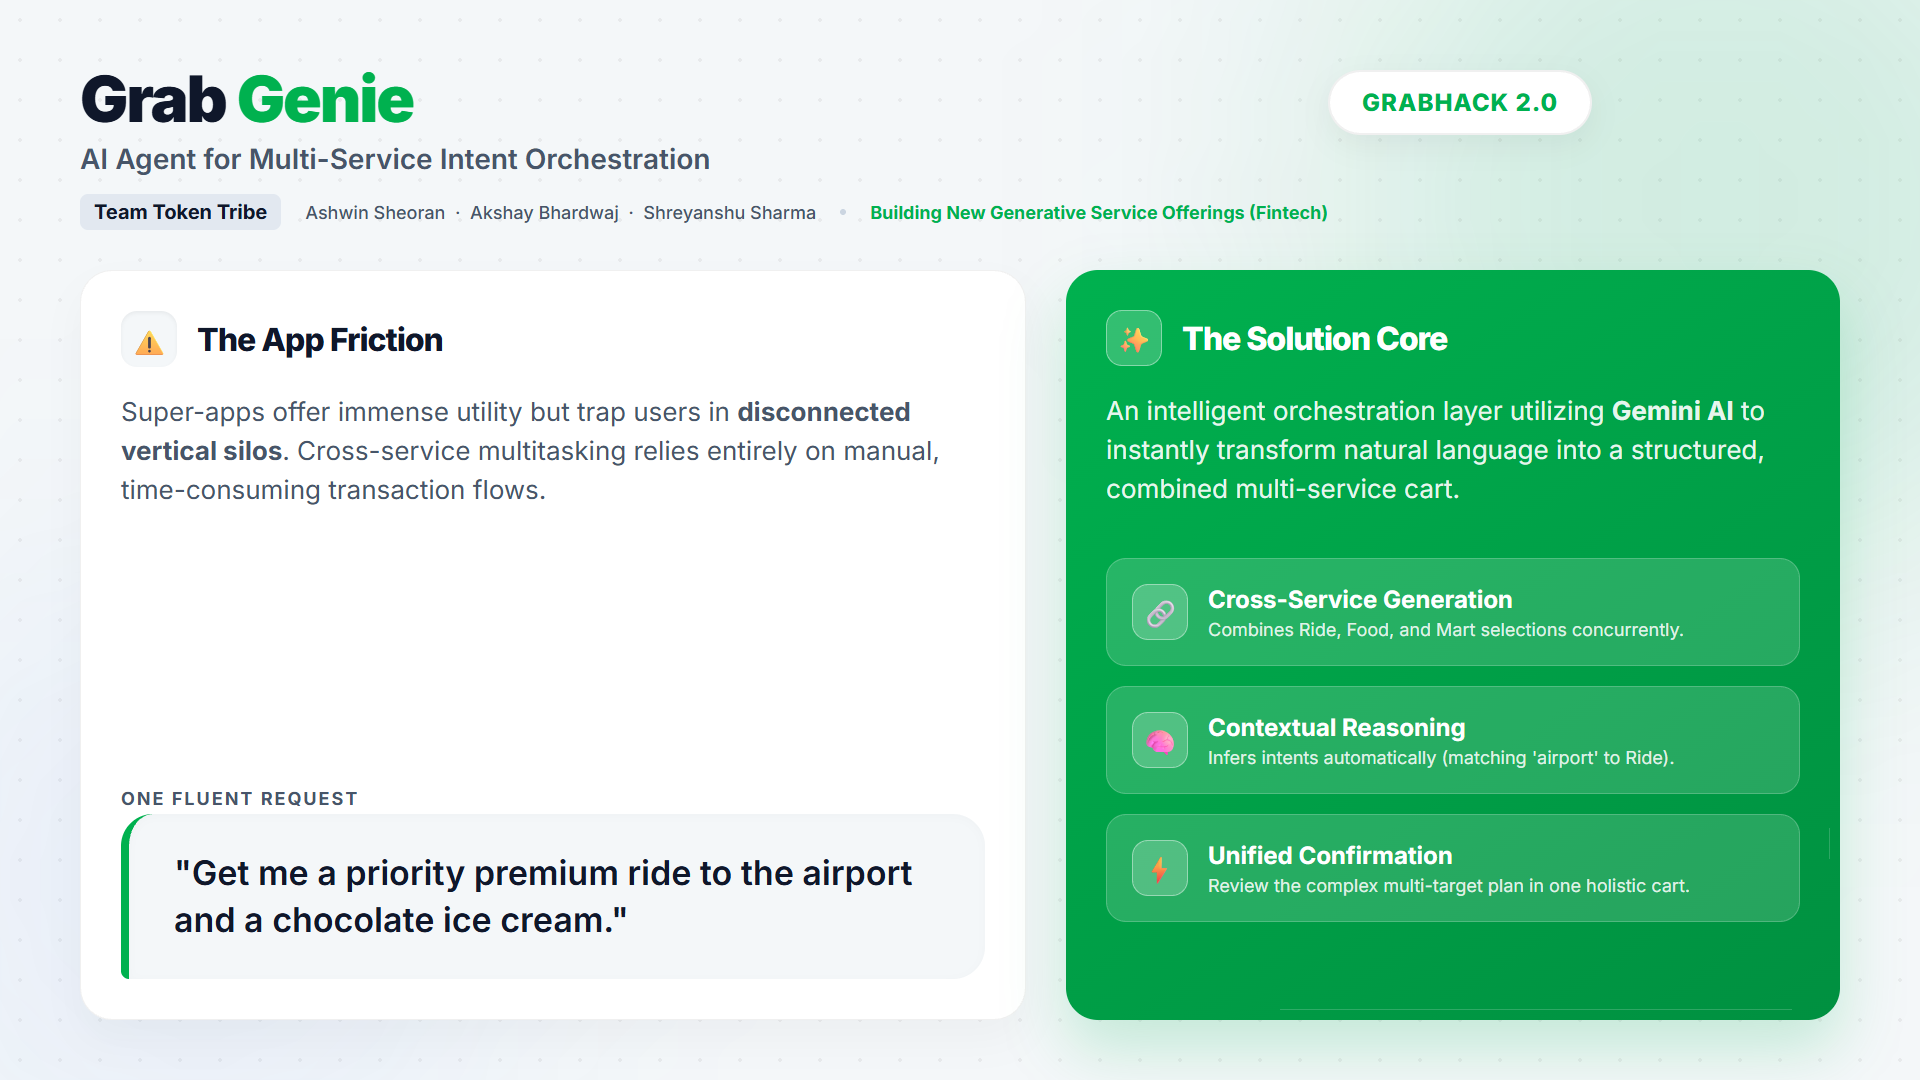 Grab Genie
GRABHACK 2.0
AI Agent for Multi-Service Intent Orchestration
Team Token Tribe Ashwin Sheoran · Akshay Bhardwaj · Shreyanshu Sharma • Building New Generative Service Offerings (Fintech)
The App Friction
Super-apps offer immense utility but trap users in disconnected
vertical silos. Cross-service multitasking relies entirely on manual,
time-consuming transaction flows.
ONE FLUENT REQUEST
"Get me a priority premium ride to the airport
and a chocolate ice cream."
The Solution Core
An intelligent orchestration layer utilizing Gemini AI to
instantly transform natural language into a structured,
combined multi-service cart.
Cross-Service Generation
Combines Ride, Food, and Mart selections concurrently.
Contextual Reasoning
Infers intents automatically (matching 'airport' to Ride).
Unified Confirmation
Review the complex multi-target plan in one holistic cart.